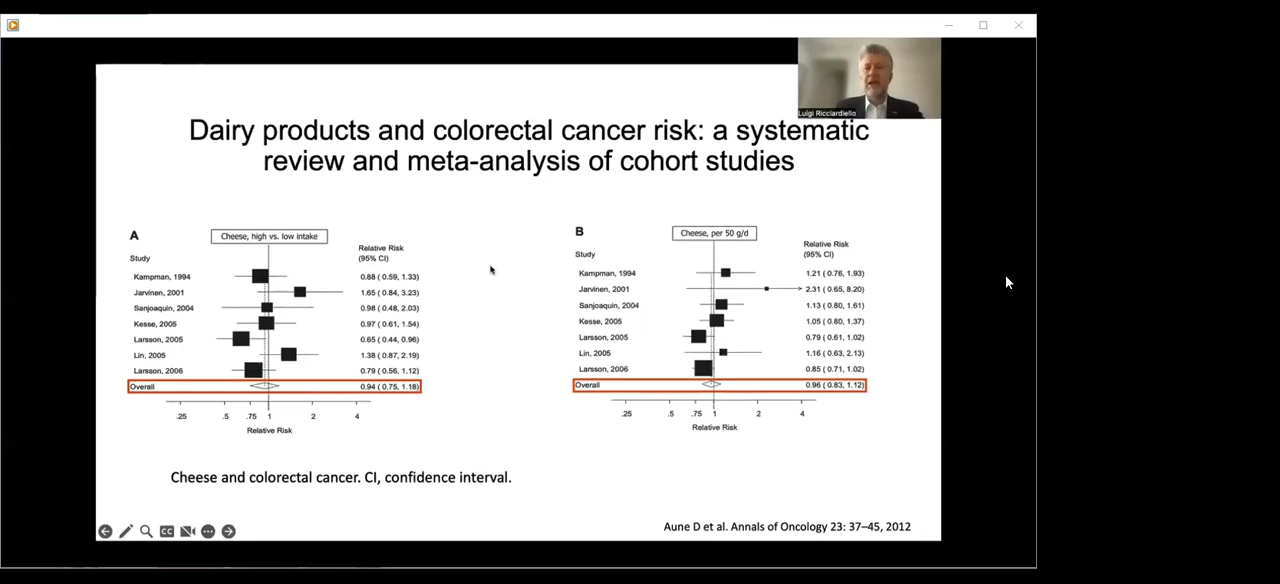 Luigi Ricciardiello
Dairy products and colorectal cancer risk: a systematic
review and meta-analysis of cohort studies
A
Cheese, high vs. low intake
Relative Risk
Study
(95% CI)
Kampman, 1994 0.88 ( 0.59, 1.33)
Jarvinen, 2001 1.65 ( 0.84, 3.23)
Sanjoaquin, 2004 0.98 ( 0.48, 2.03)
Kesse, 2005 0.97 ( 0.61, 1.54)
Larsson, 2005 0.65 ( 0.44, 0.96)
Lin, 2005 1.38 ( 0.87, 2.19)
Larsson, 2006 0.79 ( 0.56, 1.12)
Overall 0.94 ( 0.75, 1.18)
.25 .5 .75 1 2 4
Relative Risk
B
Cheese, per 50 g/d
Relative Risk
Study
(95% CI)
Kampman, 1994 1.21 ( 0.76, 1.93)
Jarvinen, 2001 2.31 ( 0.65, 8.20)
Sanjoaquin, 2004 1.13 ( 0.80, 1.61)
Kesse, 2005 1.05 ( 0.80, 1.37)
Larsson, 2005 0.79 ( 0.61, 1.02)
Lin, 2005 1.16 ( 0.63, 2.13)
Larsson, 2006 0.85 ( 0.71, 1.02)
Overall 0.96 ( 0.83, 1.12)
.25 .5 .75 1 2 4
Relative Risk
Cheese and colorectal cancer. CI, confidence interval.
CC
Aune D et al. Annals of Oncology 23: 37–45, 2012